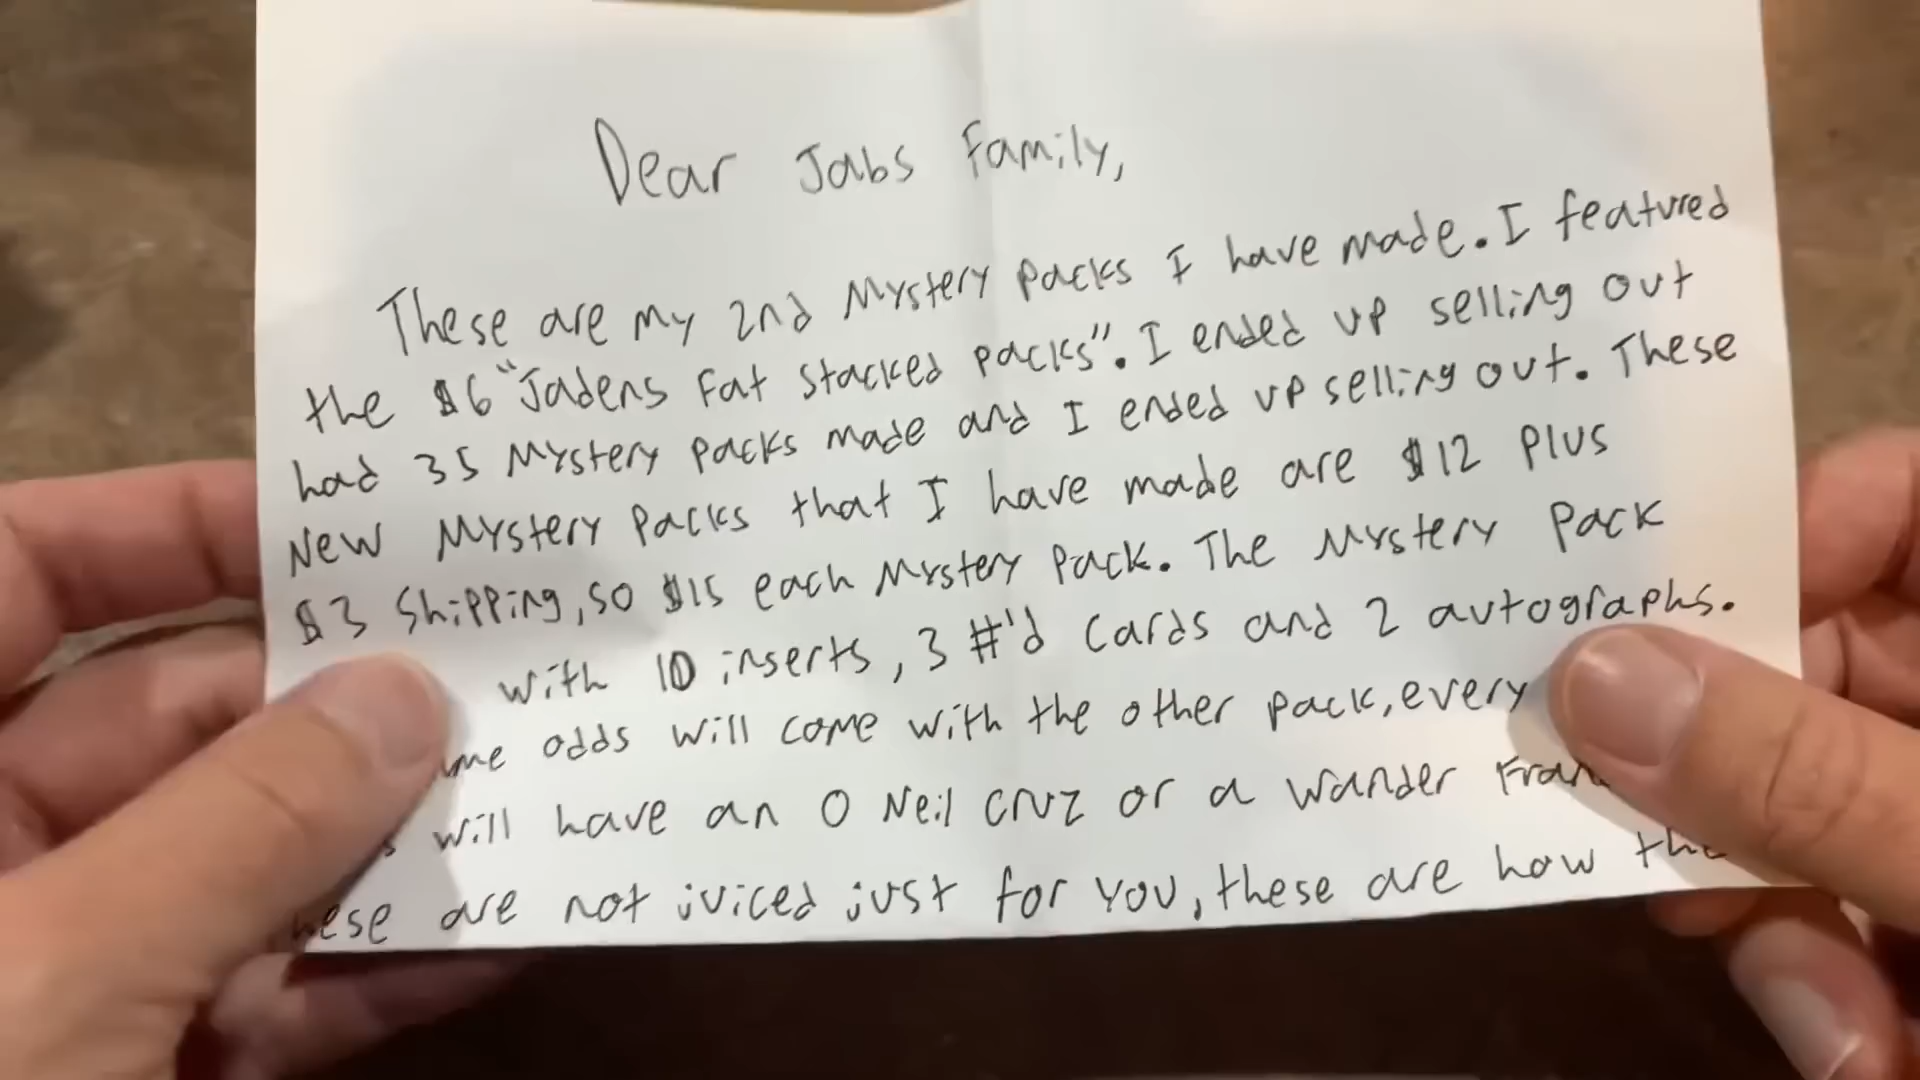 Dear Jabs Family,
These are my 2nd Mystery Packs I have made. I featured
the $6 "Jadens Fat Stacked Packs". I ended up selling out
had 35 Mystery Packs made and I ended up selling out. These
New Mystery Packs that I have made are $12 Plus
$3 Shipping, so $15 each Mystery Pack. The Mystery Pack
with 10 inserts, 3 #'d Cards and 2 autographs.
odds will come with the other pack, every
will have an O Neil Cruz or a Wander
are not juiced just for you, these are how